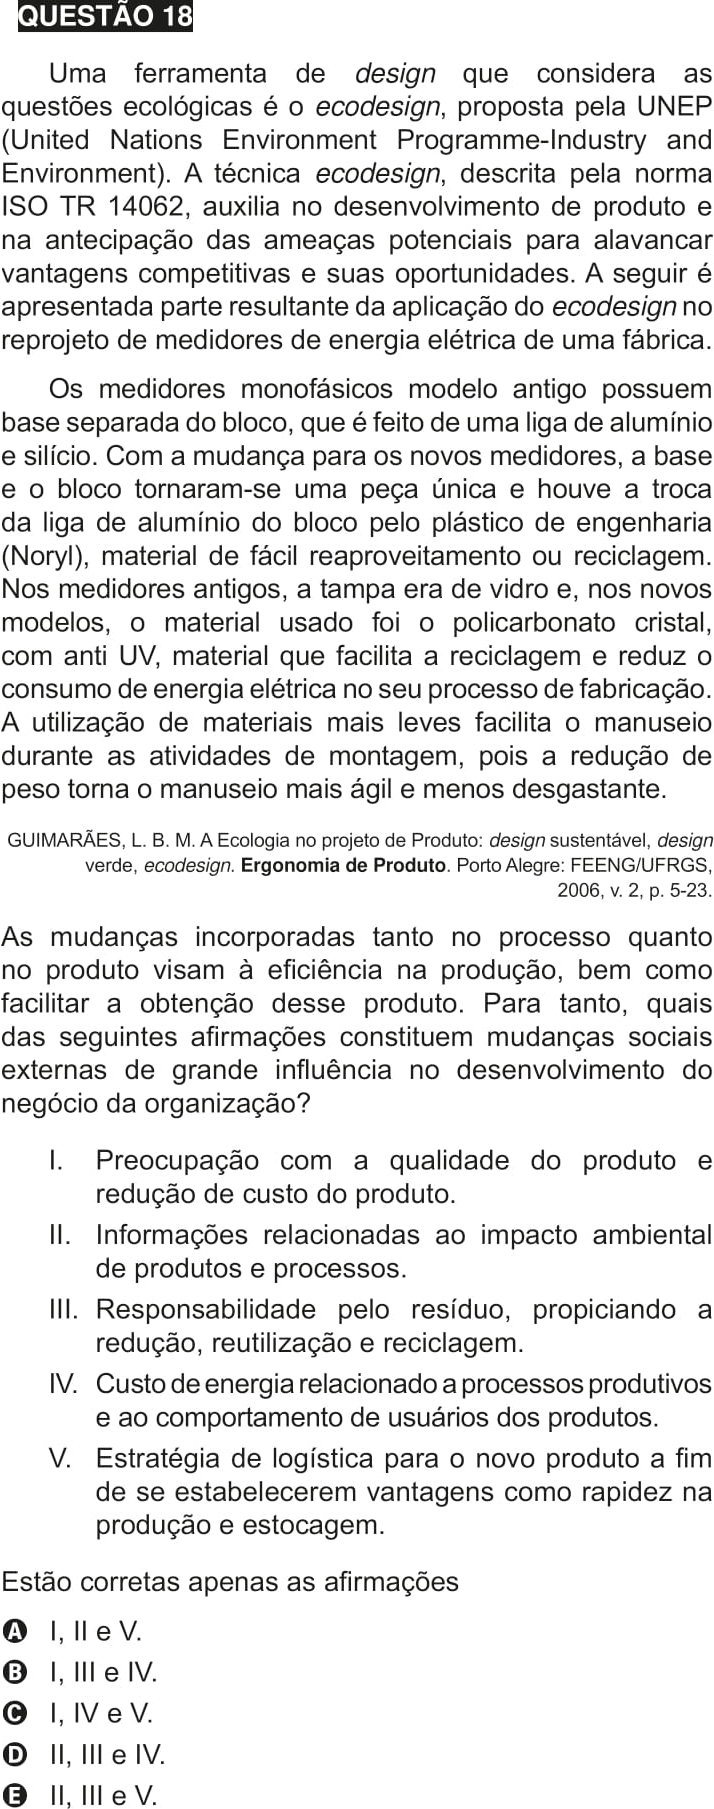 QUESTÃO 18
Uma ferramenta de design que considera as
questões ecológicas é o ecodesign, proposta pela UNEP
(United Nations Environment Programme-Industry and
Environment). A técnica ecodesign, descrita pela norma
ISO TR 14062, auxilia no desenvolvimento de produto e
na antecipação das ameaças potenciais para alavancar
vantagens competitivas e suas oportunidades. A seguir é
apresentada parte resultante da aplicação do ecodesign no
reprojeto de medidores de energia elétrica de uma fábrica.
Os medidores monofásicos modelo antigo possuem
base separada do bloco, que é feito de uma liga de alumínio
e silício. Com a mudança para os novos medidores, a base
e o bloco tornaram-se uma peça única e houve a troca
da liga de alumínio do bloco pelo plástico de engenharia
(Noryl), material de fácil reaproveitamento ou reciclagem.
Nos medidores antigos, a tampa era de vidro e, nos novos
modelos, o material usado foi o policarbonato cristal,
com anti UV, material que facilita a reciclagem e reduz o
consumo de energia elétrica no seu processo de fabricação.
A utilização de materiais mais leves facilita o manuseio
durante as atividades de montagem, pois a redução de
peso torna o manuseio mais ágil e menos desgastante.
GUIMARÃES, L. B. M. A Ecologia no projeto de Produto: design sustentável, design
verde, ecodesign. Ergonomia de Produto. Porto Alegre: FEENG/UFRGS,
2006, v. 2, p. 5-23.
As mudanças incorporadas tanto no processo quanto
no produto visam à eficiência na produção, bem como
facilitar a obtenção desse produto. Para tanto, quais
das seguintes afirmações constituem mudanças sociais
externas de grande influência no desenvolvimento do
negócio da organização?
I. Preocupação com a qualidade do produto e
redução de custo do produto.
II. Informações relacionadas ao impacto ambiental
de produtos e processos.
III. Responsabilidade pelo resíduo, propiciando a
redução, reutilização e reciclagem.
IV. Custo de energia relacionado a processos produtivos
e ao comportamento de usuários dos produtos.
V. Estratégia de logística para o novo produto a fim
de se estabelecerem vantagens como rapidez na
produção e estocagem.
Estão corretas apenas as afirmações
A I, II e V.
B I, III e IV.
C I, IV e V.
D II, III e IV.
E II, III e V.